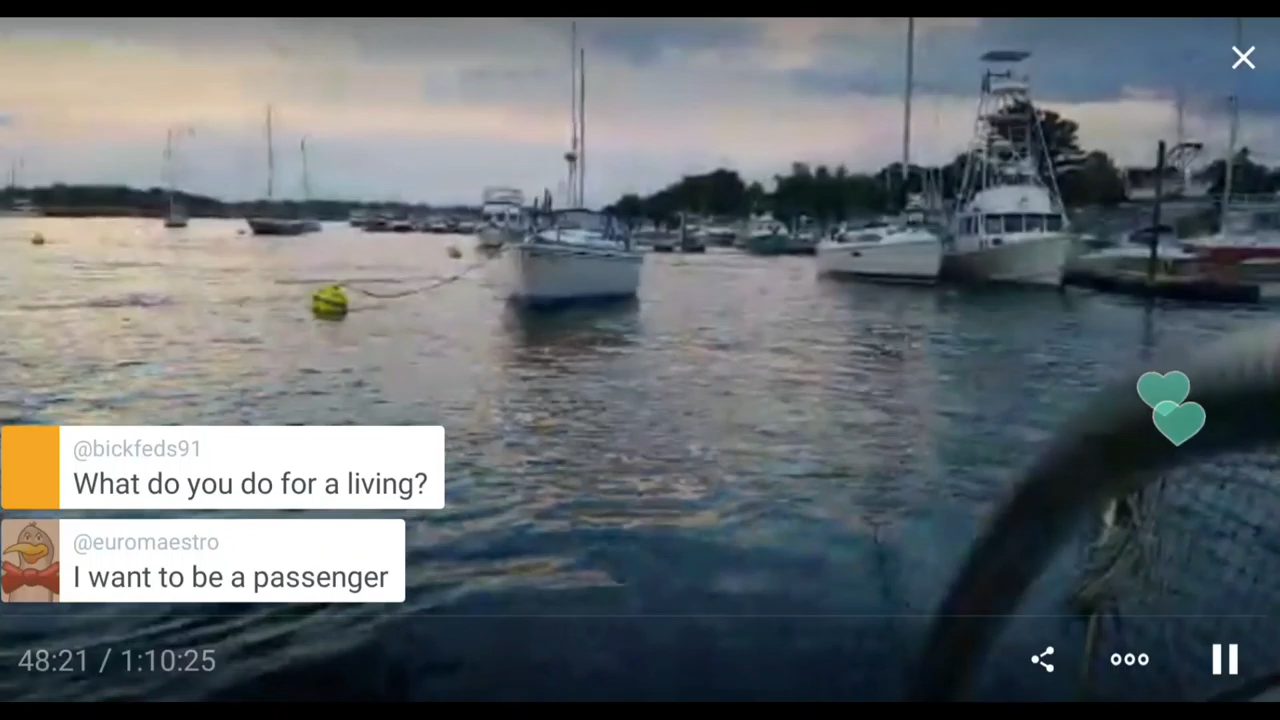 @bickfeds91
What do you do for a living?
@euromaestro
I want to be a passenger
48:21 / 1:10:25